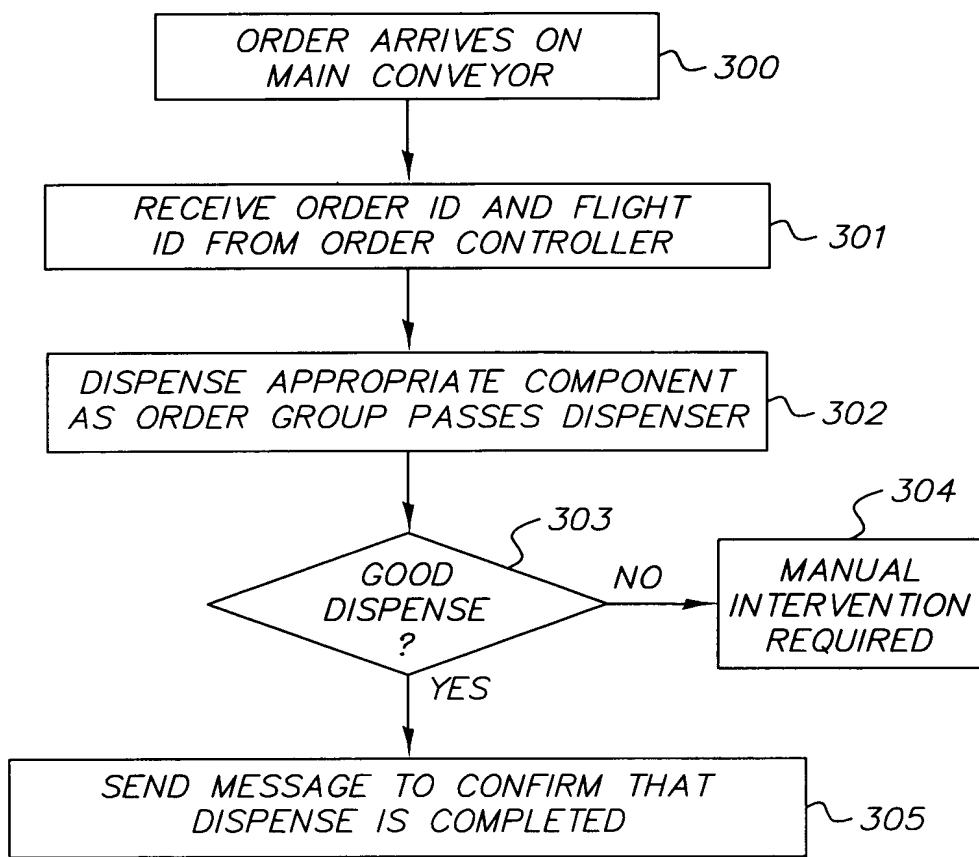 ORDER ARRIVES ON
MAIN CONVEYOR
300
RECEIVE ORDER ID AND FLIGHT
ID FROM ORDER CONTROLLER
301
DISPENSE APPROPRIATE COMPONENT
AS ORDER GROUP PASSES DISPENSER
302
303
GOOD
DISPENSE
?
NO
304
MANUAL
INTERVENTION
REQUIRED
YES
SEND MESSAGE TO CONFIRM THAT
DISPENSE IS COMPLETED
305